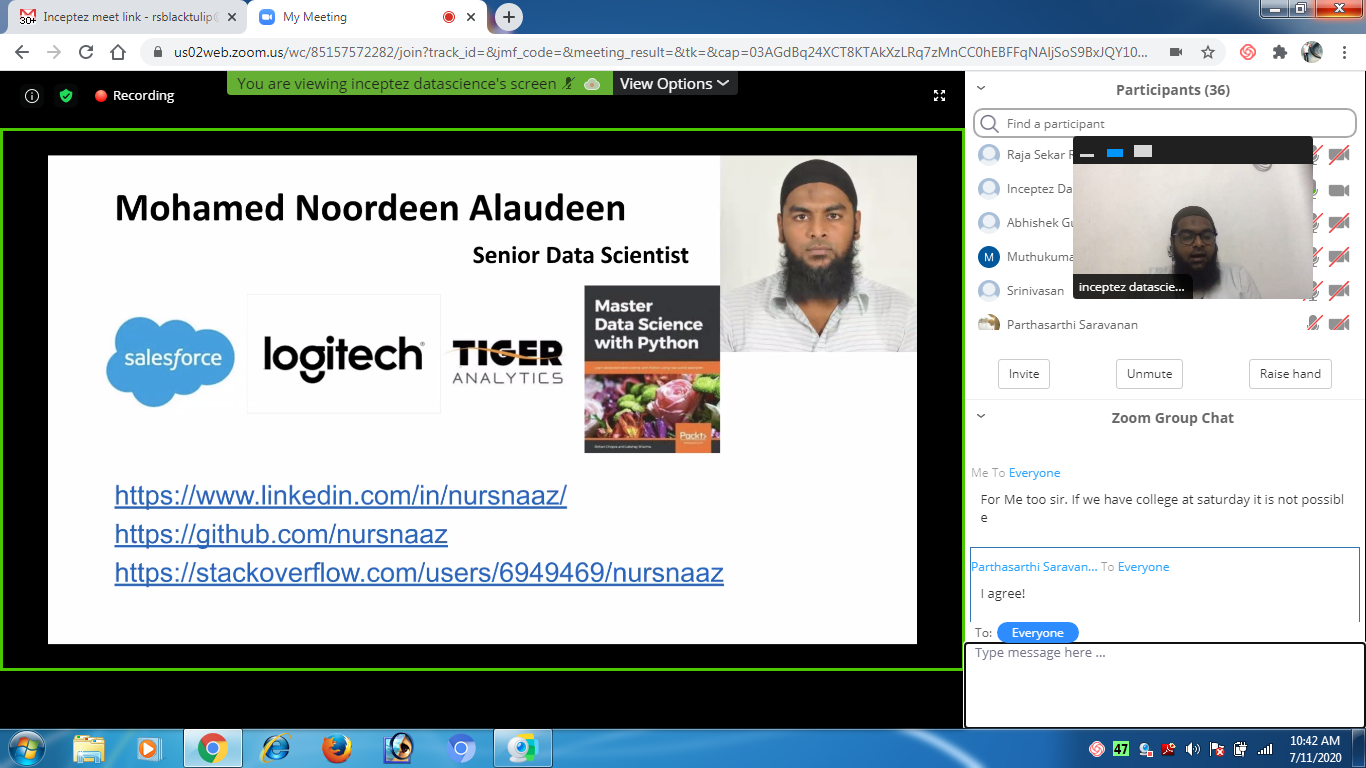 Inceptez meet link - rsblacktulip@
My Meeting
us02web.zoom.us/wc/85157572282/join?track_id=&jmf_code=&meeting_result=&tk=&cap=03AGdBq24XCT8KTAkXzLRq7zMnCC0hEBFFqNAIjSoS9BxJQY10...
You are viewing inceptez datascience's screen
View Options
Recording
Mohamed Noordeen Alaudeen
Senior Data Scientist
salesforce
logitech
TIGER
ANALYTICS
Master
Data Science
with Python
Packt>
https://www.linkedin.com/in/nursnaaz/
https://github.com/nursnaaz
https://stackoverflow.com/users/6949469/nursnaaz
Participants (36)
Find a participant
Raja Sekar R
Inceptez Da
Abhishek Gu
Muthukuma
M
Srinivasan
Parthasarthi Saravanan
inceptez datascie...
Invite
Unmute
Raise hand
Zoom Group Chat
Me To Everyone
For Me too sir. If we have college at saturday it is not possibl
e
Parthasarthi Saravan... To Everyone
I agree!
To: Everyone
Type message here ...
30+
47
10:42 AM
7/11/2020